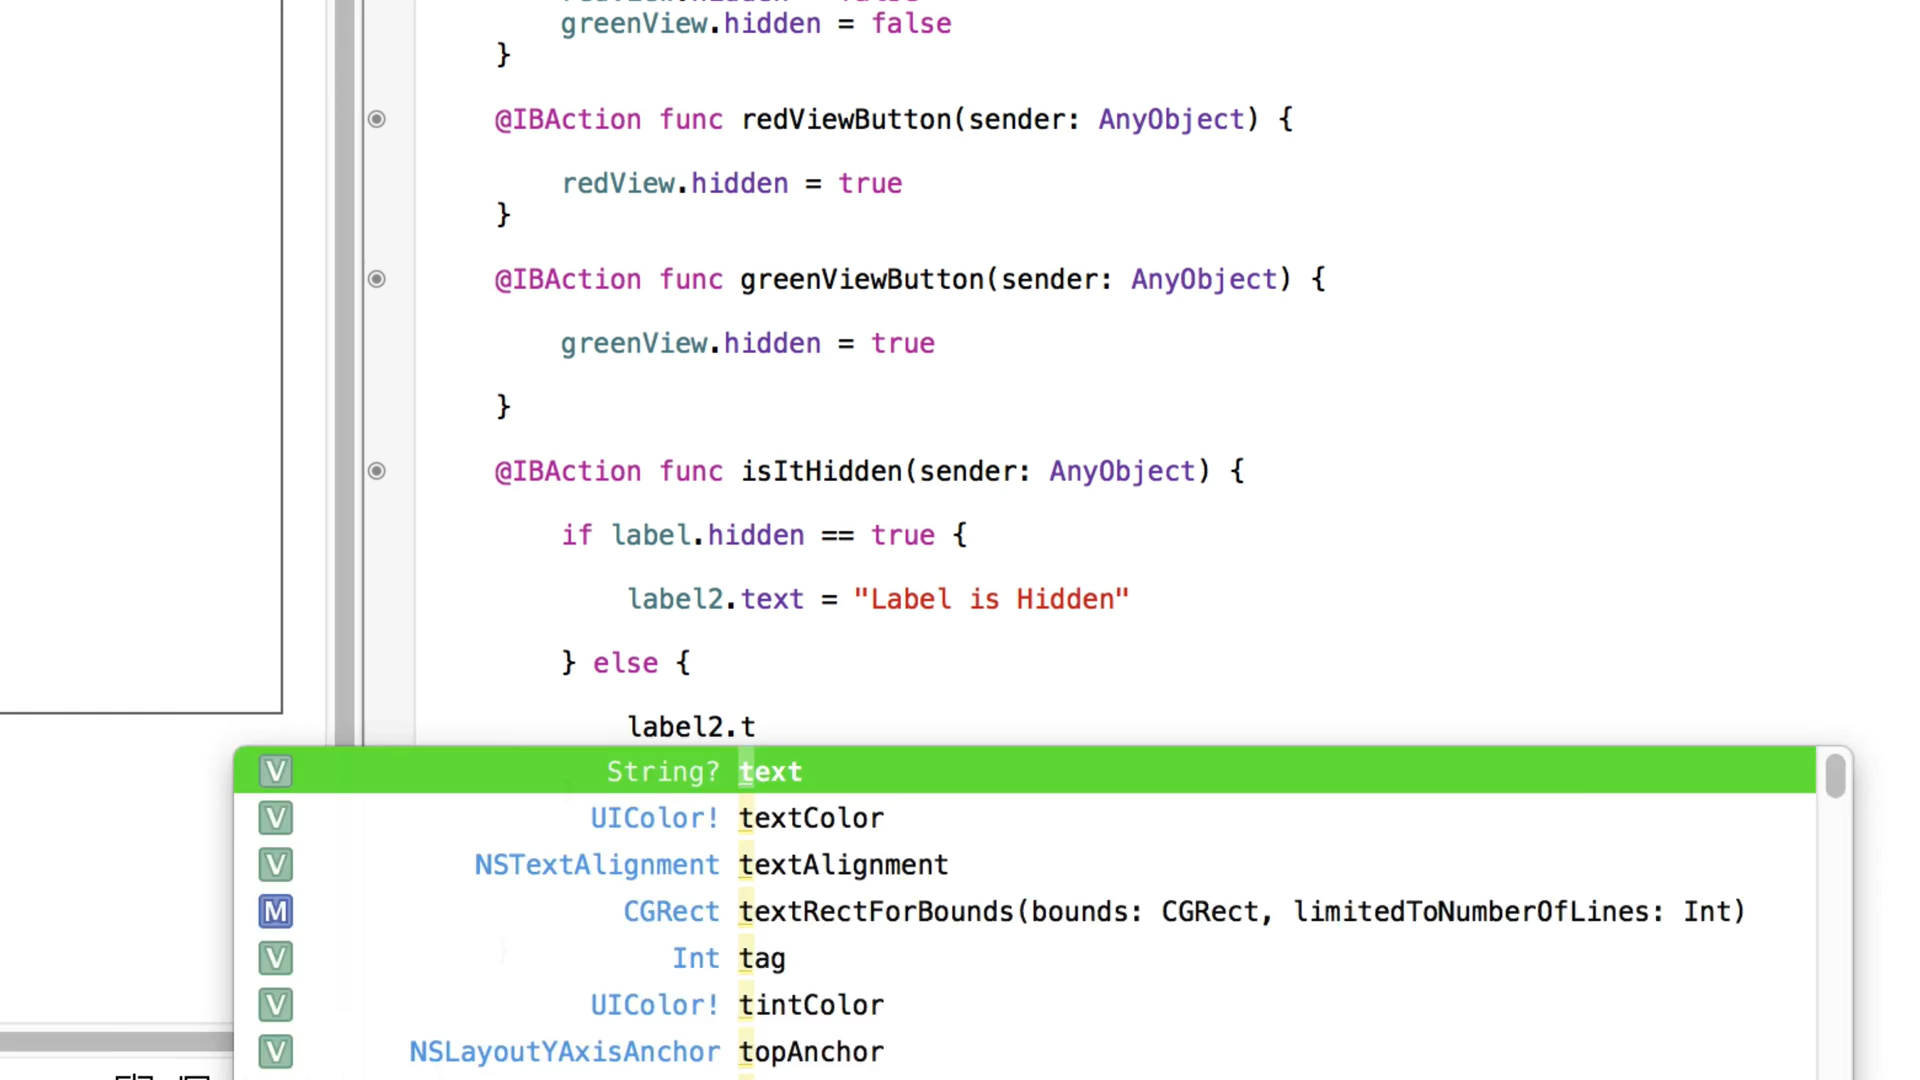 greenView.hidden = false
}
@IBAction func redViewButton(sender: AnyObject) {
redView.hidden = true
}
@IBAction func greenViewButton(sender: AnyObject) {
greenView.hidden = true
}
@IBAction func isItHidden(sender: AnyObject) {
if label.hidden == true {
label2.text = "Label is Hidden"
} else {
label2.t
V String? text
V UIColor! textColor
V NSTextAlignment textAlignment
M CGRect textRectForBounds(bounds: CGRect, limitedToNumberOfLines: Int)
V Int tag
V UIColor! tintColor
V NSLayoutYAxisAnchor topAnchor